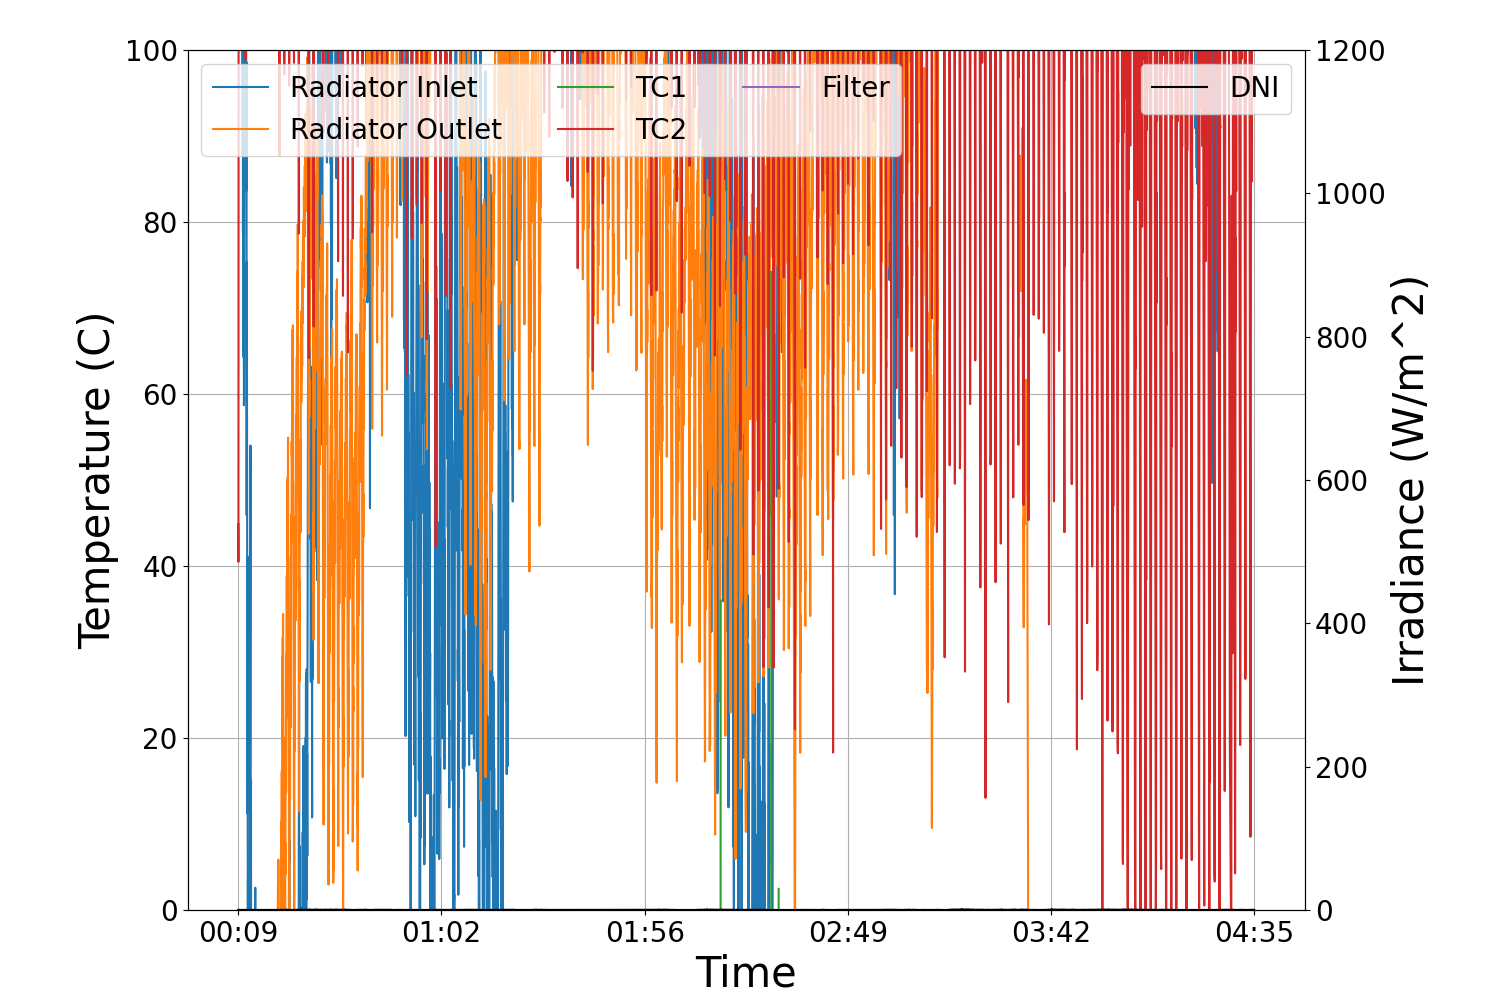 100
80
60
40
20
0
Temperature (C)
Radiator Inlet
Radiator Outlet
TC1
TC2
Filter
DNI
1200
1000
800
600
400
200
0
Irradiance (W/m^2)
00:09
01:02
01:56
02:49
03:42
04:35
Time